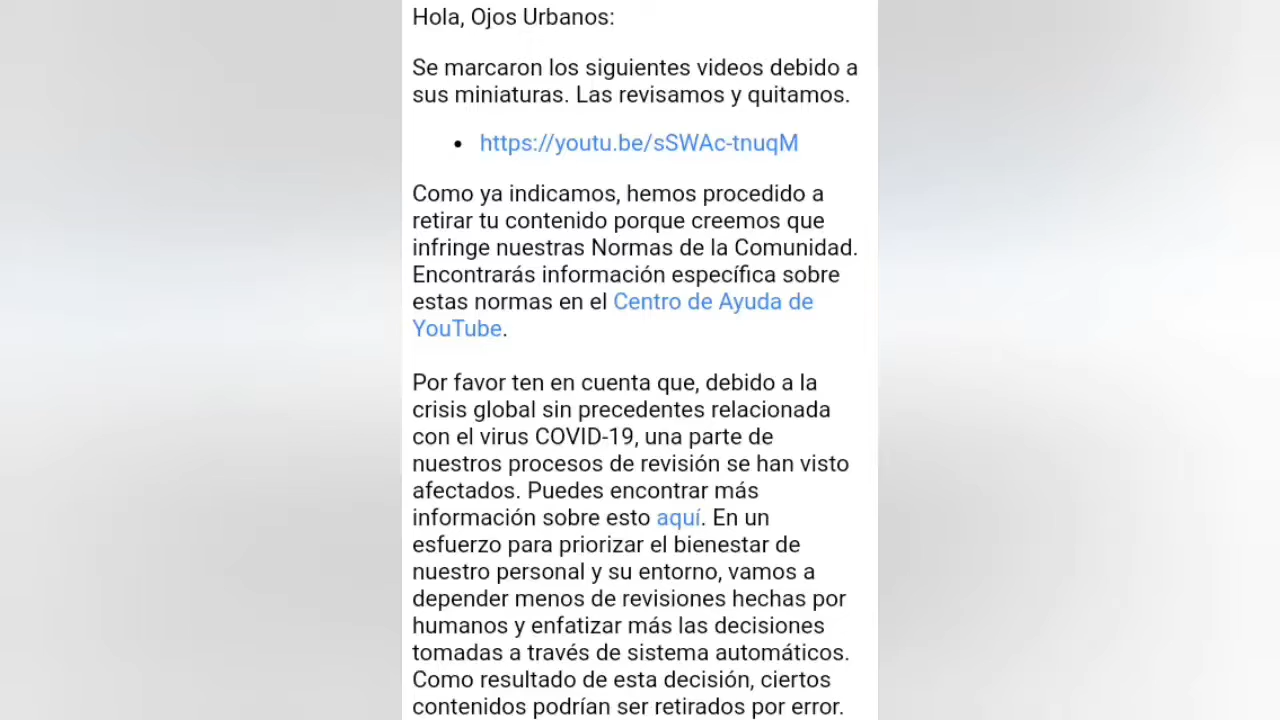 Hola, Ojos Urbanos:
Se marcaron los siguientes videos debido a
sus miniaturas. Las revisamos y quitamos.
• https://youtu.be/sSWAc-tnuqM
Como ya indicamos, hemos procedido a
retirar tu contenido porque creemos que
infringe nuestras Normas de la Comunidad.
Encontrarás información específica sobre
estas normas en el Centro de Ayuda de
YouTube.
Por favor ten en cuenta que, debido a la
crisis global sin precedentes relacionada
con el virus COVID-19, una parte de
nuestros procesos de revisión se han visto
afectados. Puedes encontrar más
información sobre esto aquí. En un
esfuerzo para priorizar el bienestar de
nuestro personal y su entorno, vamos a
depender menos de revisiones hechas por
humanos y enfatizar más las decisiones
tomadas a través de sistema automáticos.
Como resultado de esta decisión, ciertos
contenidos podrían ser retirados por error.